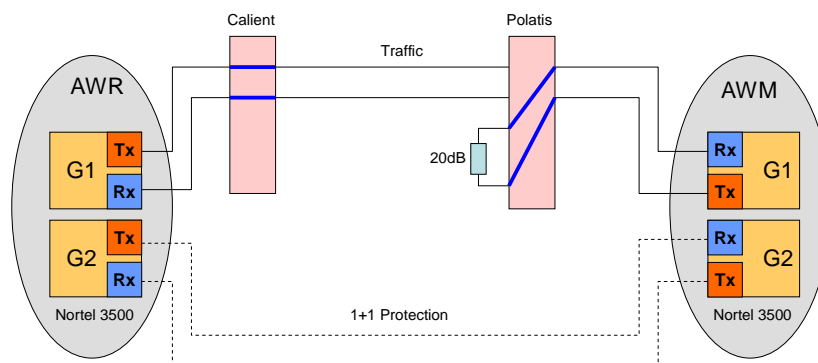 Calient
Polatis
Traffic
AWR
AWM
Tx
Rx
G1
G1
20dB
Rx
Tx
Tx
Rx
G2
G2
Rx
Tx
Nortel 3500
1+1 Protection
Nortel 3500